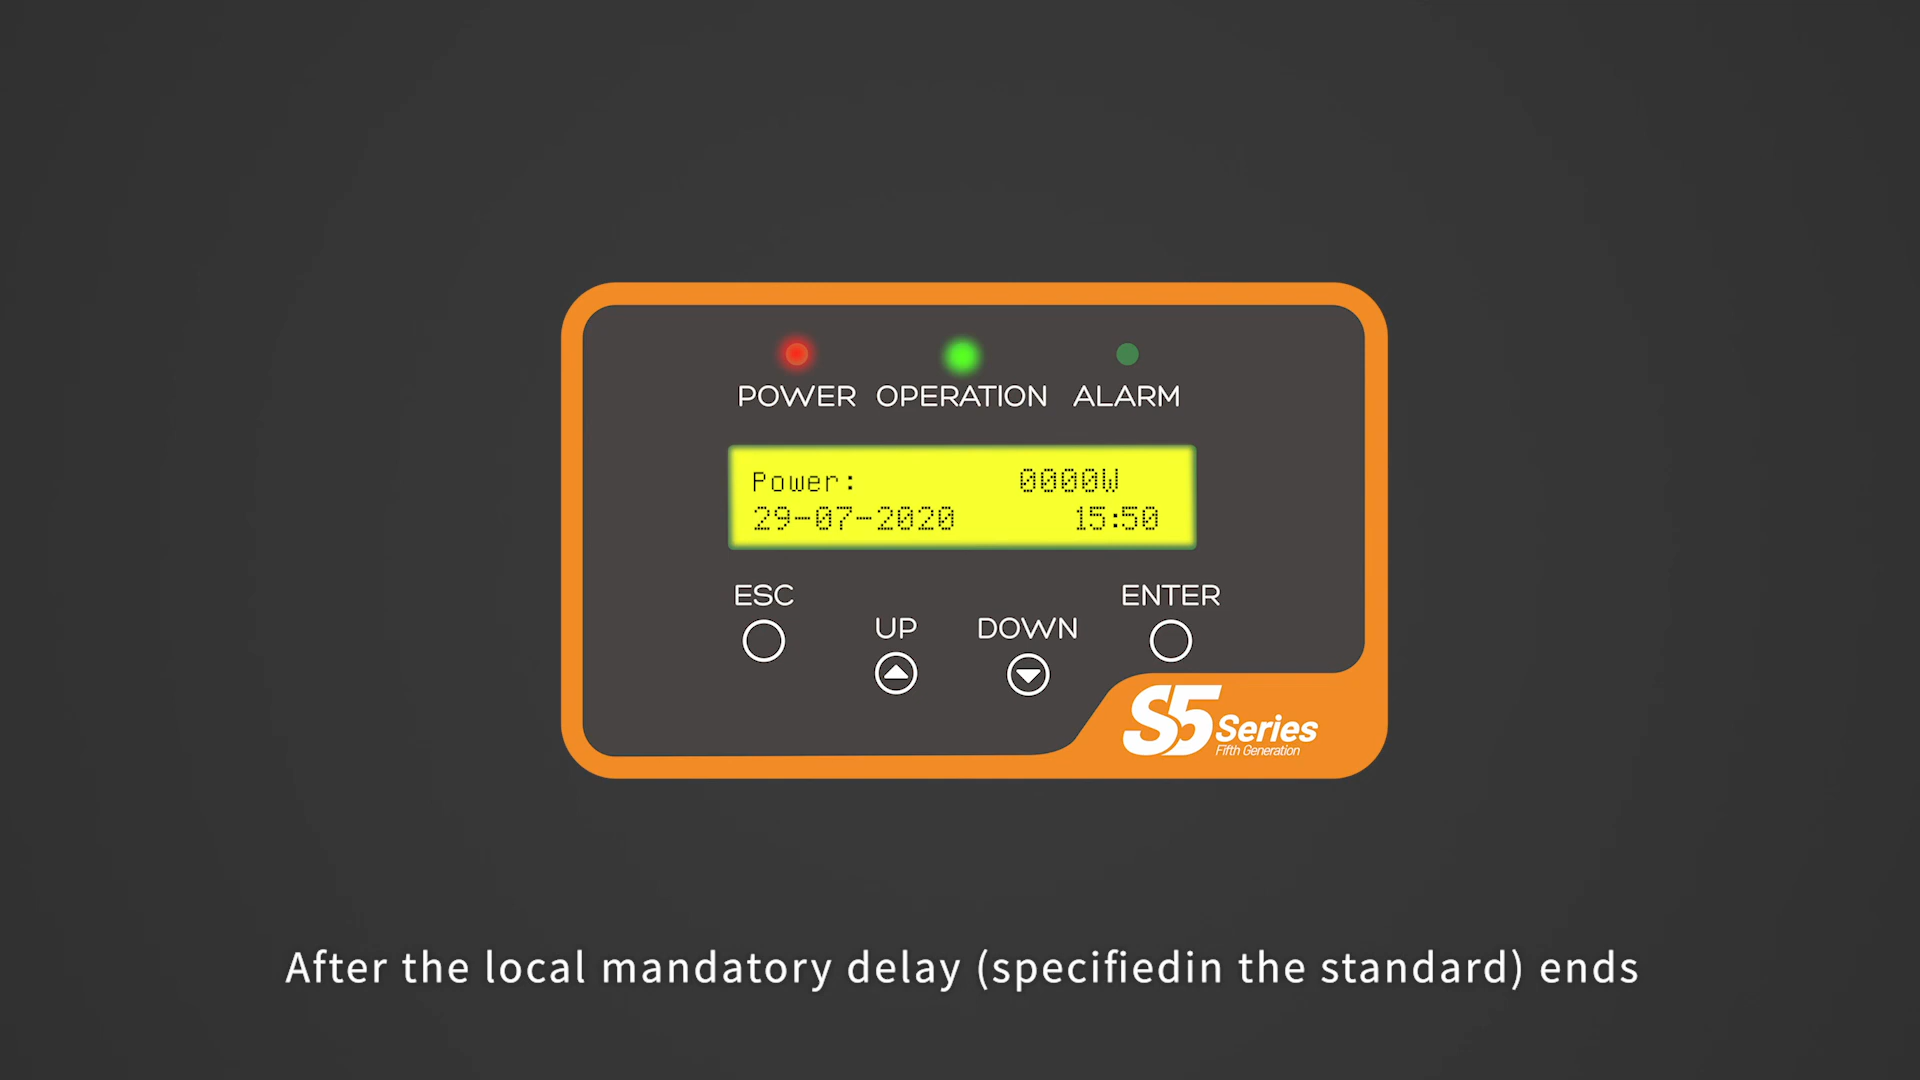 POWER OPERATION ALARM
Power: 0000W
29-07-2020 15:50
ESC ENTER
UP DOWN
S5 Series
Fifth Generation
After the local mandatory delay (specifiedin the standard) ends